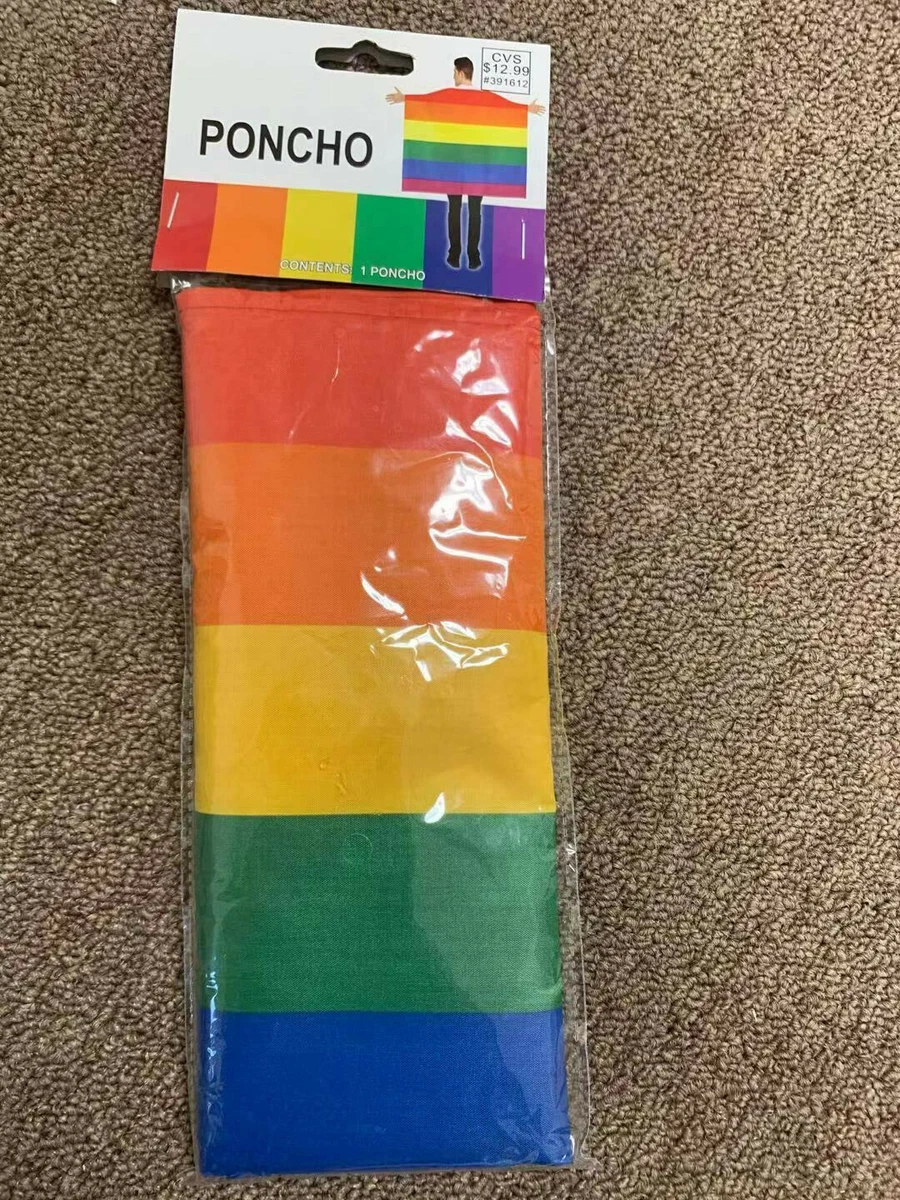 CVS
$12.99
#391612
PONCHO
CONTENTS: 1 PONCHO